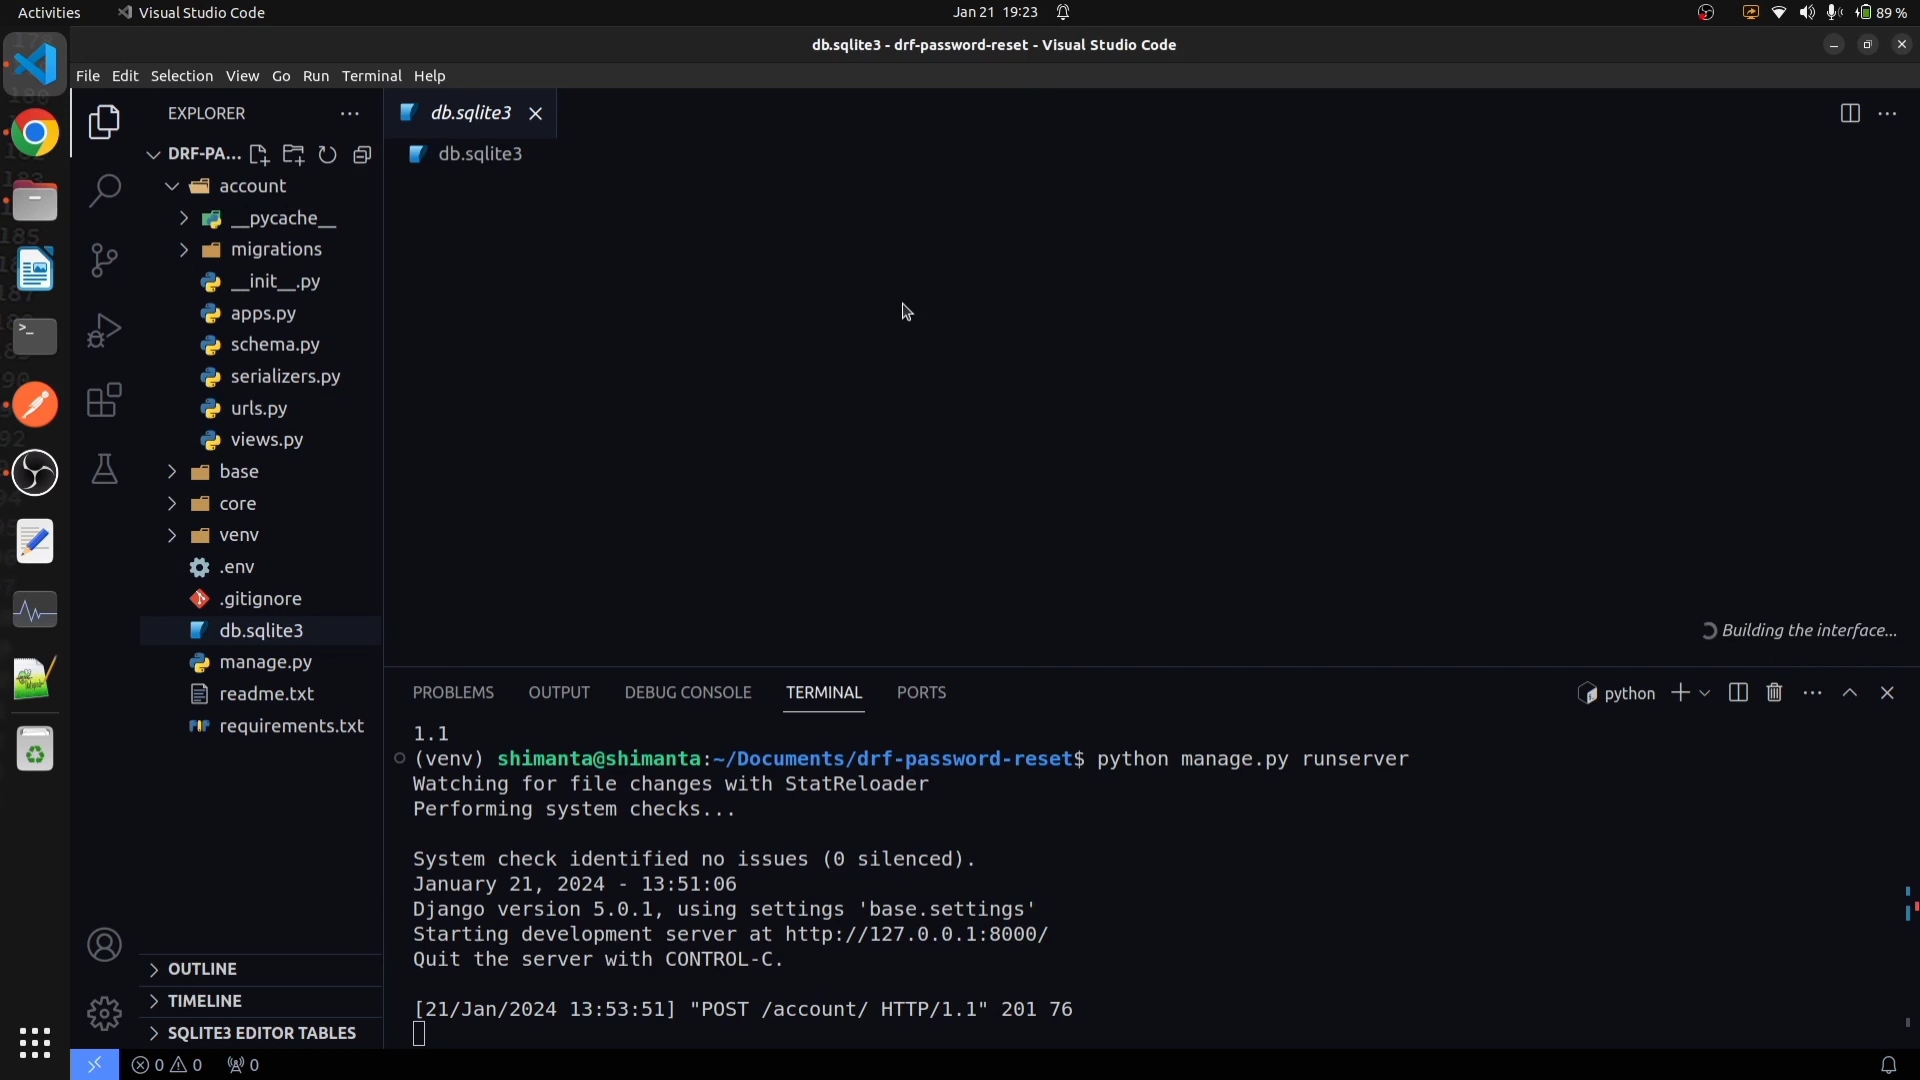 Activities
Visual Studio Code
Jan 21 19:23
89 %
db.sqlite3 - drf-password-reset - Visual Studio Code
File Edit Selection View Go Run Terminal Help
EXPLORER
DRF-PA...
account
__pycache__
migrations
__init__.py
apps.py
schema.py
serializers.py
urls.py
views.py
base
core
venv
.env
.gitignore
db.sqlite3
manage.py
readme.txt
requirements.txt
OUTLINE
TIMELINE
SQLITE3 EDITOR TABLES
db.sqlite3
db.sqlite3
Building the interface...
PROBLEMS OUTPUT DEBUG CONSOLE TERMINAL PORTS
python
1.1
(venv) shimanta@shimanta:~/Documents/drf-password-reset$ python manage.py runserver
Watching for file changes with StatReloader
Performing system checks...
System check identified no issues (0 silenced).
January 21, 2024 - 13:51:06
Django version 5.0.1, using settings 'base.settings'
Starting development server at http://127.0.0.1:8000/
Quit the server with CONTROL-C.
[21/Jan/2024 13:53:51] "POST /account/ HTTP/1.1" 201 76
0 0 0